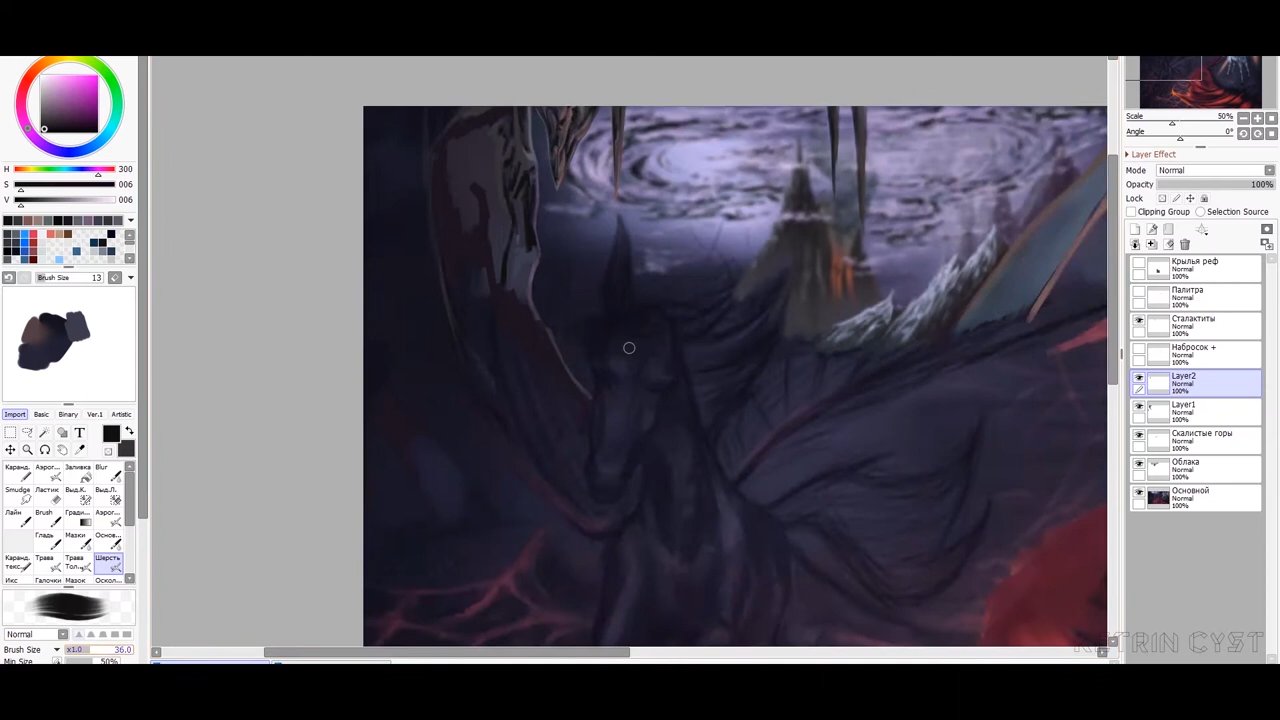 Scale 50%
Angle 0°
Layer Effect
Mode Normal
Opacity 100%
Lock
Clipping Group Selection Source
H 300
S 006
V 006
Brush Size 13
Import Basic Binary Ver.1 Artistic
T
Каранд. Аэрог... Заливка Blur
Smudge Ластик Выд.К. Выд.Л.
Лайн Brush Гради... Аэрог...
Гладь Мазки Основ...
Каранд. текс... Трава Трава Тол... Шерсть
Икс Галочки Мазок Оскол...
Normal
Brush Size x1.0 36.0
Min Size 50%
Крылья реф
Normal
100%
Палитра
Normal
100%
Сталактиты
Normal
100%
Набросок +
Normal
100%
Layer2
Normal
100%
Layer1
Normal
100%
Скалистые горы
Normal
100%
Облака
Normal
100%
Основной
Normal
100%
CYST